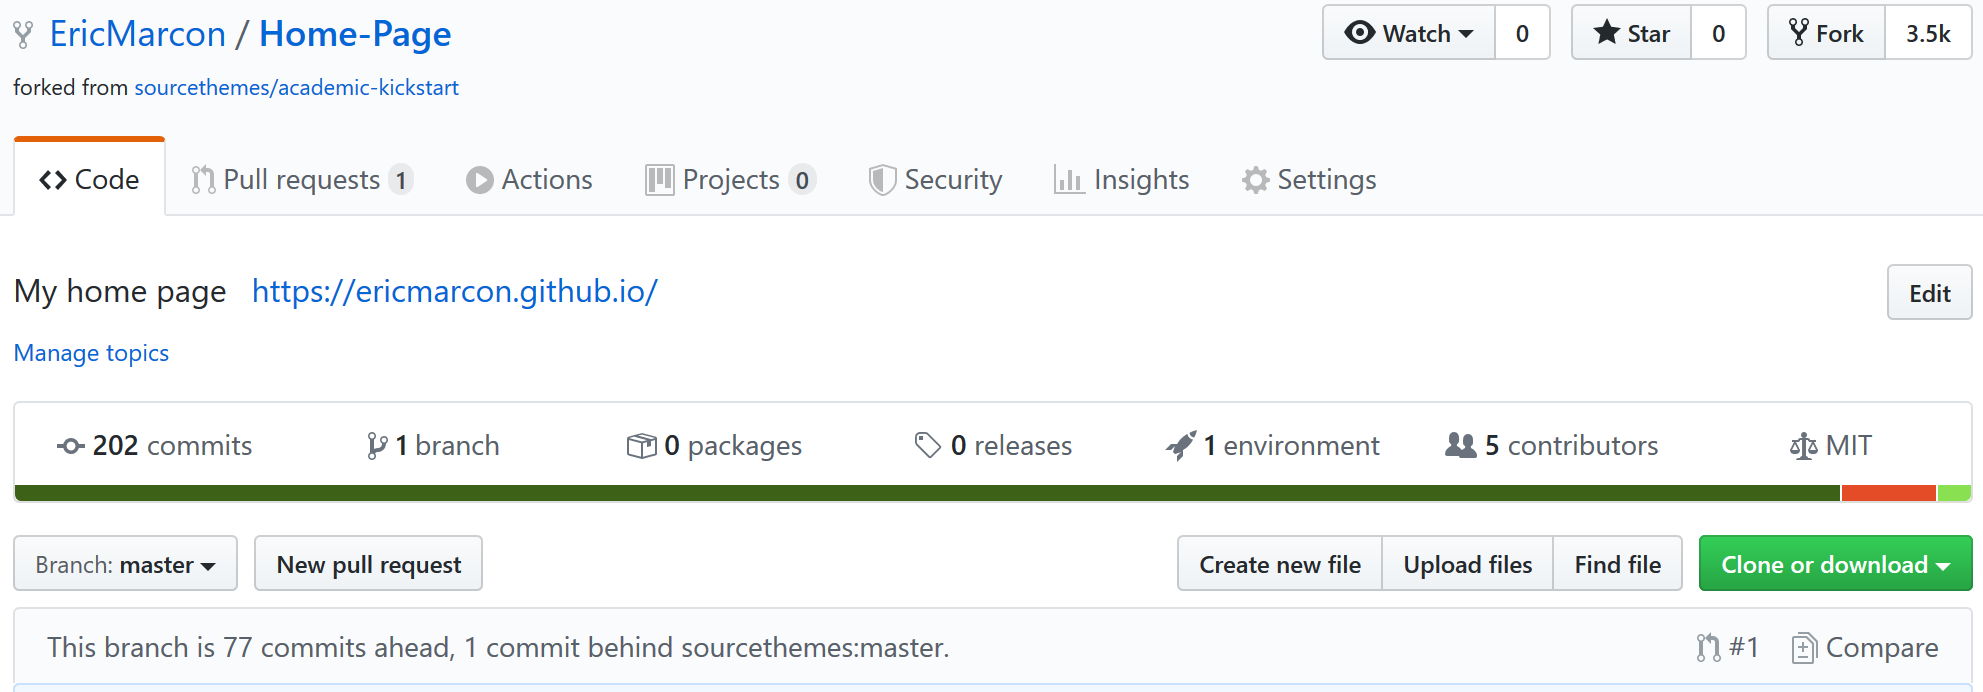 EricMarcon / Home-Page Watch 0 Star 0 Fork 3.5k
forked from sourcethemes/academic-kickstart
Code Pull requests 1 Actions Projects 0 Security Insights Settings
My home page https://ericmarcon.github.io/ Edit
Manage topics
202 commits 1 branch 0 packages 0 releases 1 environment 5 contributors MIT
Branch: master New pull request Create new file Upload files Find file Clone or download
This branch is 77 commits ahead, 1 commit behind sourcethemes:master. #1 Compare